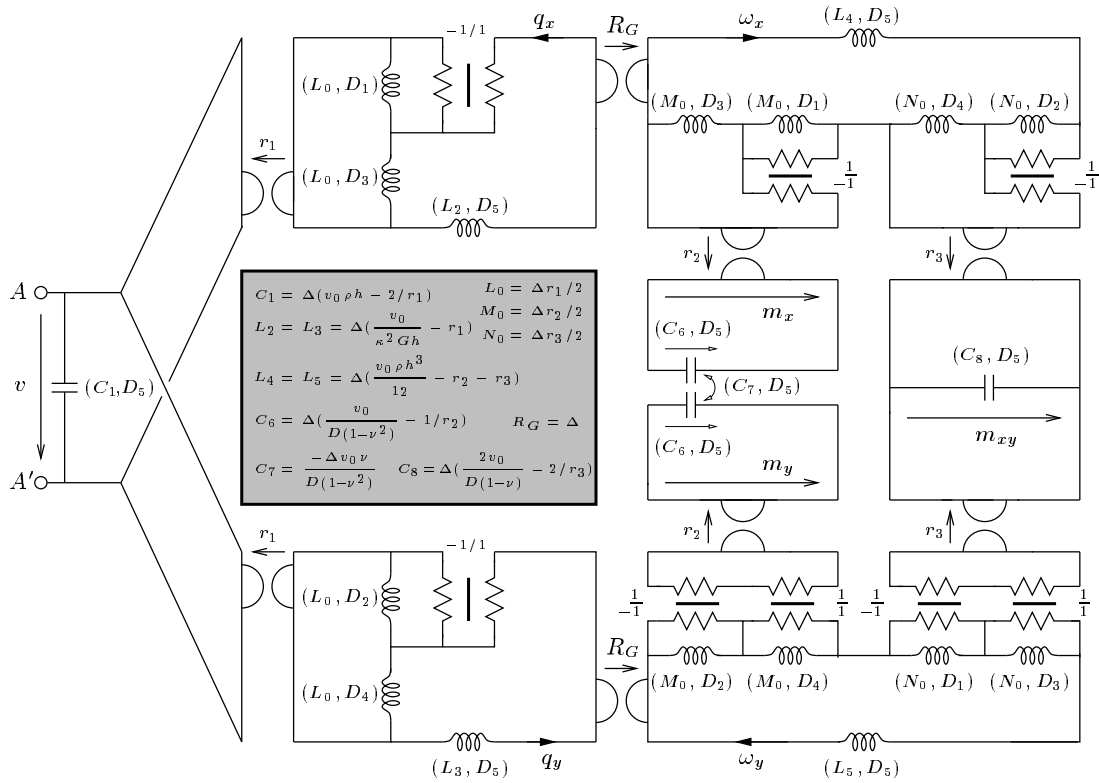 q_x
R_G
ω_x
(L_4, D_5)
-1/1
(L_0, D_1)
(M_0, D_3)
(M_0, D_1)
(N_0, D_4)
(N_0, D_2)
r_1
(L_0, D_3)
1/-1
1/-1
(L_2, D_5)
r_2
r_3
A
v
(C_1, D_5)
A'
C_1 = Δ(v_0 ρ h − 2/r_1)
L_0 = Δ r_1/2
L_2 = L_3 = Δ(v_0/(κ^2 G h) − r_1)
M_0 = Δ r_2/2
N_0 = Δ r_3/2
L_4 = L_5 = Δ(v_0 ρ h^3/12 − r_2 − r_3)
C_6 = Δ(v_0/(D(1−ν^2)) − 1/r_2)
R_G = Δ
C_7 = −Δ v_0 ν/(D(1−ν^2))
C_8 = Δ(2v_0/(D(1−ν)) − 2/r_3)
m_x
(C_6, D_5)
(C_7, D_5)
(C_6, D_5)
m_y
(C_8, D_5)
m_xy
r_1
-1/1
r_2
r_3
(L_0, D_2)
1/-1
1/1
1/-1
1/1
R_G
(L_0, D_4)
(M_0, D_2)
(M_0, D_4)
(N_0, D_1)
(N_0, D_3)
(L_3, D_5)
q_y
ω_y
(L_5, D_5)